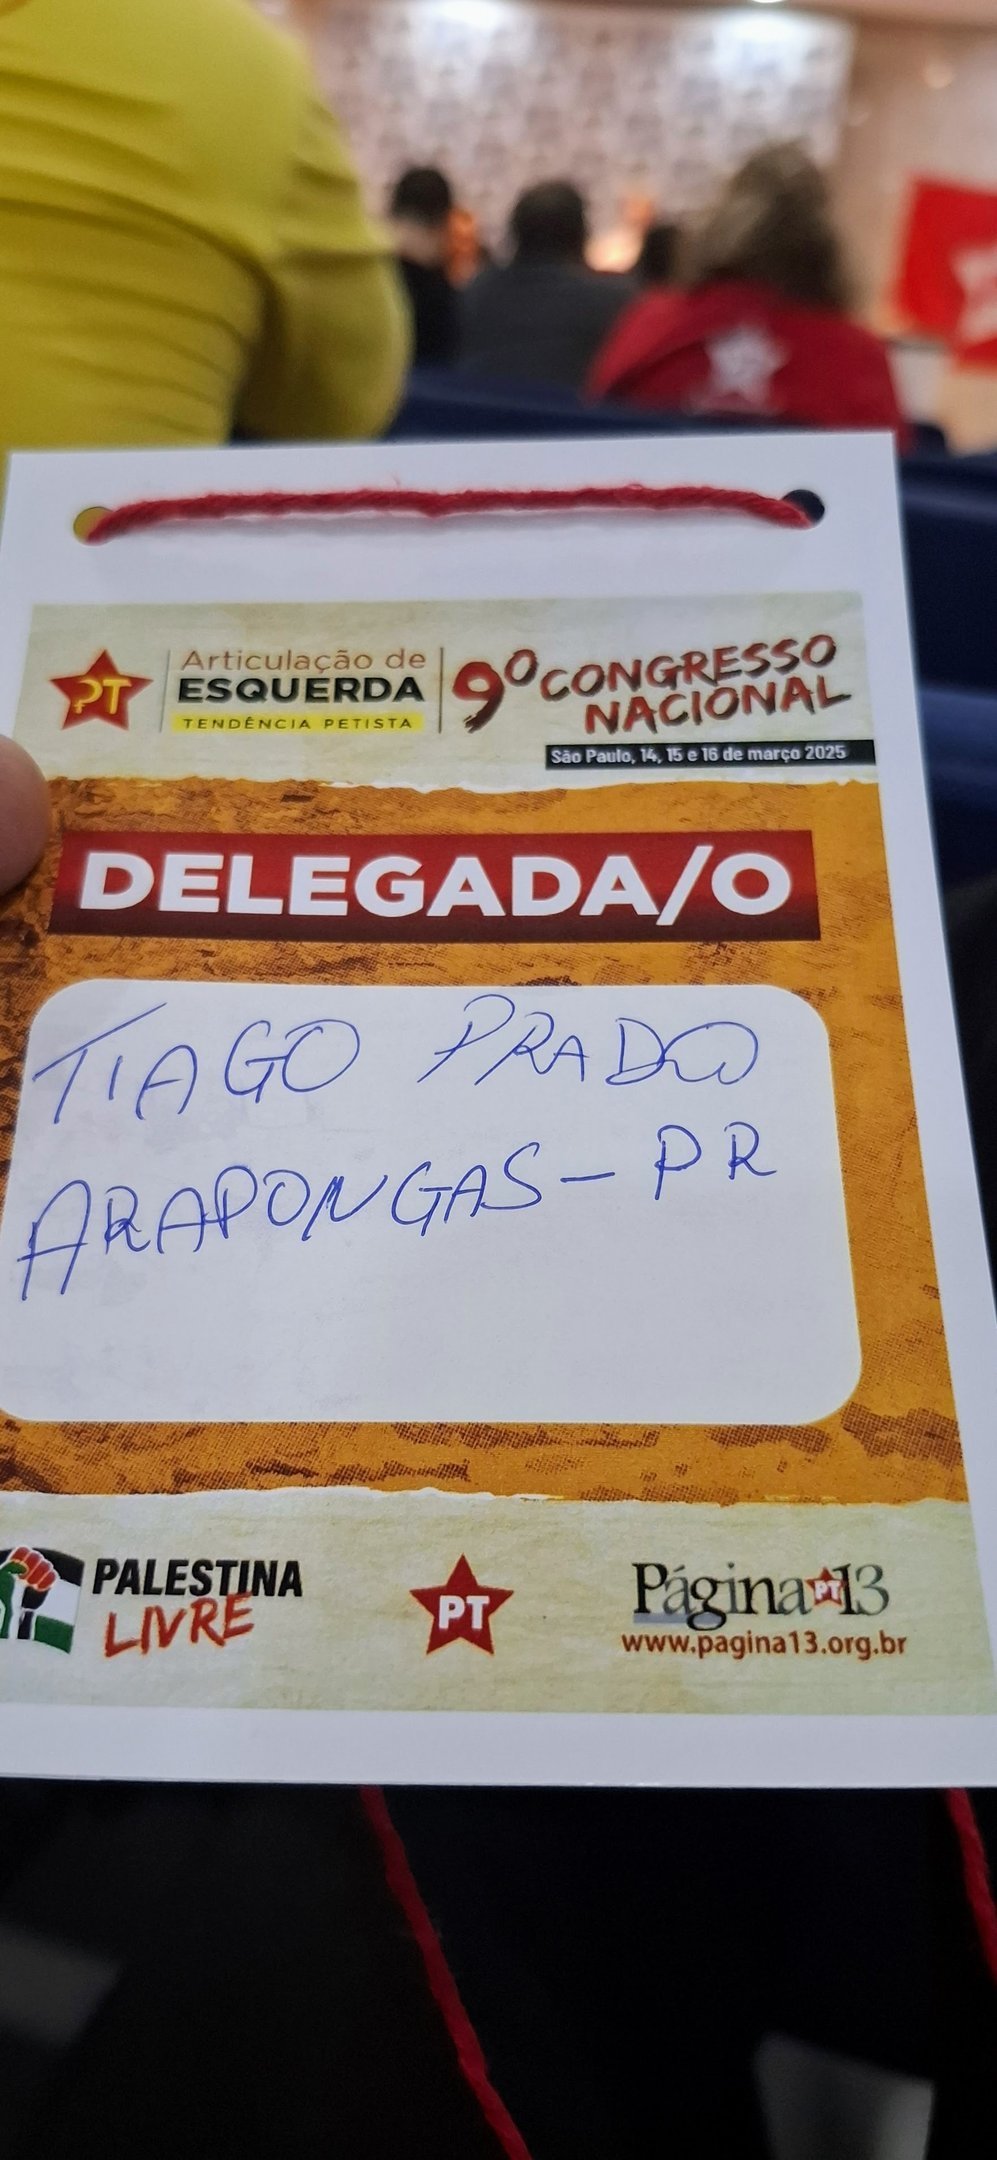 PT
Articulação de
ESQUERDA
TENDÊNCIA PETISTA
9º CONGRESSO
NACIONAL
São Paulo, 14, 15 e 16 de março 2025
DELEGADA/O
TIAGO PRADO
ARAPONGAS-PR
PALESTINA
LIVRE
PT
Página PT 13
www.pagina13.org.br